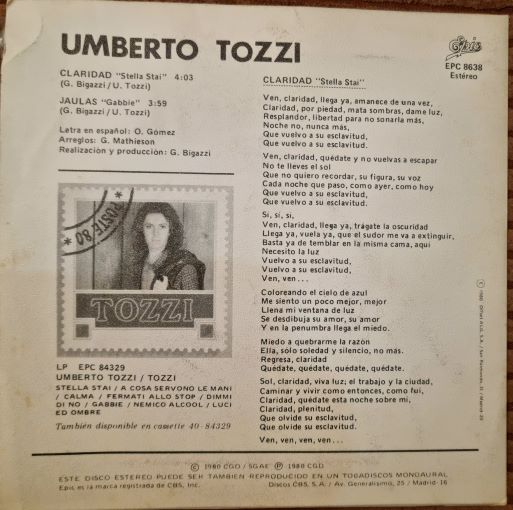 UMBERTO TOZZI
Epic
EPC 8638
Estéreo
CLARIDAD "Stella Stai" 4:03
(G. Bigazzi/U. Tozzi)
JAULAS "Gabbie" 3:59
(G. Bigazzi/U. Tozzi)
Letra en español: O. Gómez
Arreglos: G. Mathieson
Realización y producción: G. Bigazzi
POSTE 80
TOZZI
LP EPC 84329
UMBERTO TOZZI / TOZZI
STELLA STAI / A COSA SERVONO LE MANI
/ CALMA / FERMATI ALLO STOP / DIMMI
DI NO / GABBIE / NEMICO ALCOOL / LUCI
ED OMBRE
También disponible en cassette 40-84329
CLARIDAD "Stella Stai"
Ven, claridad, llega ya, amanece de una vez,
Claridad, por piedad, mata sombras, dame luz,
Resplandor, libertad para no sonarla más,
Noche no, nunca más,
Que vuelvo a su esclavitud,
Que vuelvo a su esclavitud.
Ven, claridad, quédate y no vuelvas a escapar
No te lleves el sol
Que no quiero recordar, su figura, su voz
Cada noche que paso, como ayer, como hoy
Que vuelvo a su esclavitud,
Que vuelvo a su esclavitud.
Si, si, si,
Ven, claridad, llega ya, trágate la oscuridad
Llega ya, vuela ya, que el sudor me va a extinguir,
Basta ya de temblar en la misma cama, aquí
Necesito la luz
Vuelvo a su esclavitud,
Vuelvo a su esclavitud,
Ven, ven...
Coloreando el cielo de azul
Me siento un poco mejor, mejor
Llena mi ventana de luz
Se desdibuja su amor, su amor
Y en la penumbra llega el miedo.
Miedo a quebrarme la razón
Ella, sólo soledad y silencio, no más.
Regresa, claridad
Quédate, quédate, quédate, quédate.
Sol, claridad, viva luz; el trabajo y la ciudad,
Caminar y vivir como entonces, como fui,
Claridad, quédate esta noche sobre mí,
Claridad, plenitud,
Que olvide su esclavitud,
Que olvide su esclavitud.
Ven, ven, ven, ven...
© 1980 CGD / SGAE Ⓟ 1980 CGD
ESTE DISCO ESTEREO PUEDE SER TAMBIEN REPRODUCIDO EN UN TOCADISCOS MONOAURAL
Epic es la marca registrada de CBS, Inc. Discos CBS, S.A. / Av. Generalísimo, 25 / Madrid-16